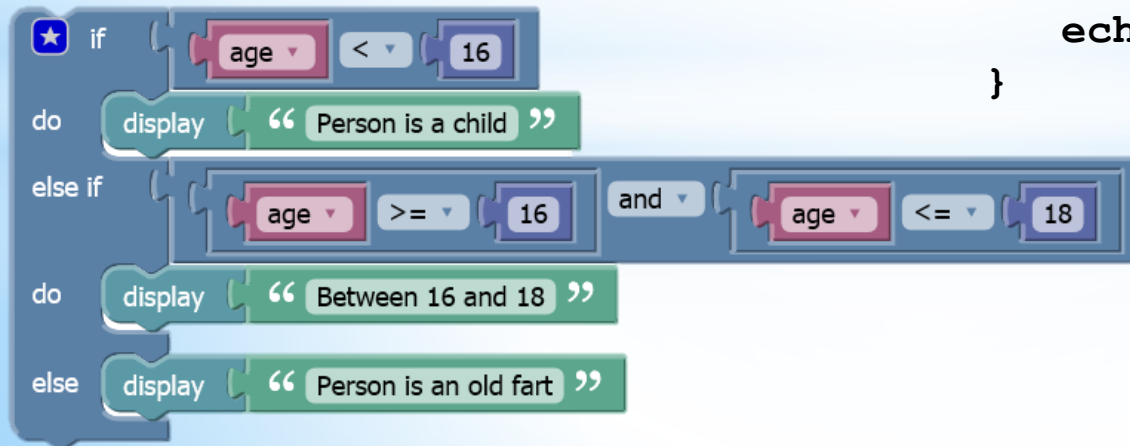 if age < 16
do display “ Person is a child ”
else if age >= 16 and age <= 18
do display “ Between 16 and 18 ”
else display “ Person is an old fart ”
ech
}